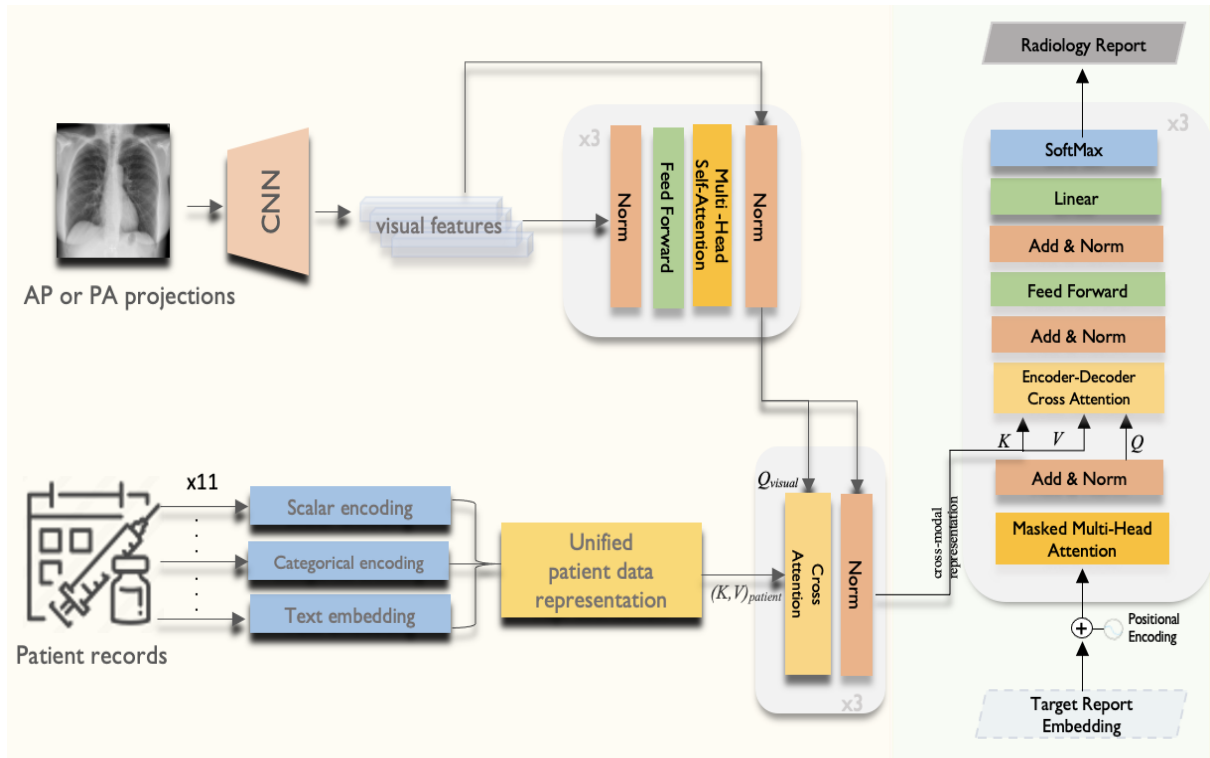 AP or PA projections
CNN
visual features
x3
Norm
Feed Forward
Multi -Head
Self-Attention
Norm
Patient records
x11
Scalar encoding
Categorical encoding
Text embedding
Unified
patient data
representation
(K,V)patient
Qvisual
Cross
Attention
Norm
x3
cross-modal
representation
Radiology Report
x3
SoftMax
Linear
Add & Norm
Feed Forward
Add & Norm
Encoder-Decoder
Cross Attention
K
V
Q
Add & Norm
Masked Multi-Head
Attention
Positional
Encoding
Target Report
Embedding